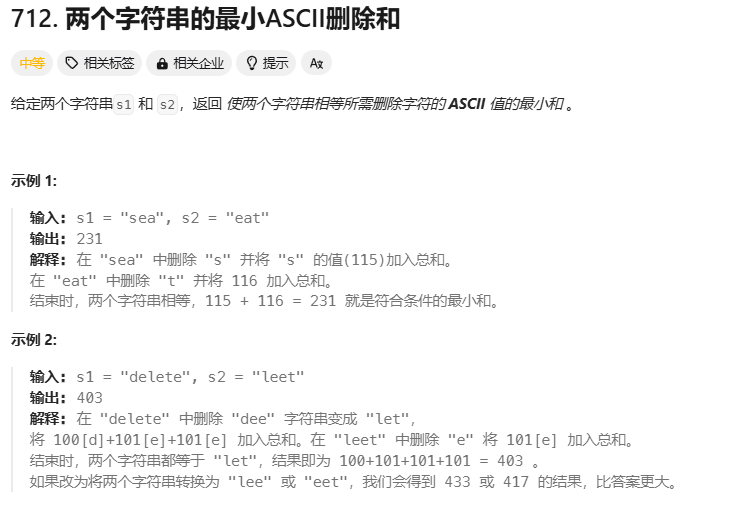 712. 两个字符串的最小ASCII删除和
中等 相关标签 相关企业 提示 Aあ
给定两个字符串s1 和 s2，返回 使两个字符串相等所需删除字符的 ASCII 值的最小和 。
示例 1:
输入: s1 = "sea", s2 = "eat"
输出: 231
解释: 在 "sea" 中删除 "s" 并将 "s" 的值(115)加入总和。
在 "eat" 中删除 "t" 并将 116 加入总和。
结束时，两个字符串相等，115 + 116 = 231 就是符合条件的最小和。
示例 2:
输入: s1 = "delete", s2 = "leet"
输出: 403
解释: 在 "delete" 中删除 "dee" 字符串变成 "let"，
将 100[d]+101[e]+101[e] 加入总和。在 "leet" 中删除 "e" 将 101[e] 加入总和。
结束时，两个字符串都等于 "let"，结果即为 100+101+101+101 = 403 。
如果改为将两个字符串转换为 "lee" 或 "eet"，我们会得到 433 或 417 的结果，比答案更大。